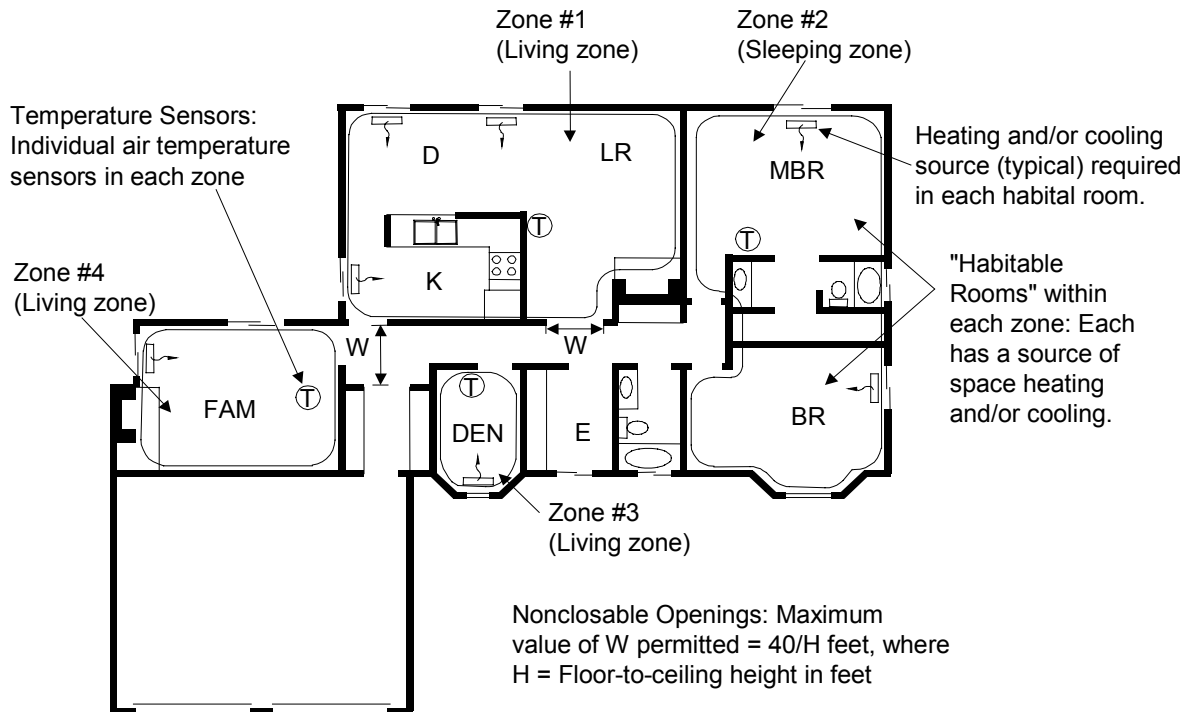 Zone #1
(Living zone)
Zone #2
(Sleeping zone)
Temperature Sensors:
Individual air temperature
sensors in each zone
Heating and/or cooling
source (typical) required
in each habital room.
D
LR
MBR
T
T
K
Zone #4
(Living zone)
"Habitable
Rooms" within
each zone: Each
has a source of
space heating
and/or cooling.
W
W
FAM
T
T
DEN
E
BR
Zone #3
(Living zone)
Nonclosable Openings: Maximum
value of W permitted = 40/H feet, where
H = Floor-to-ceiling height in feet